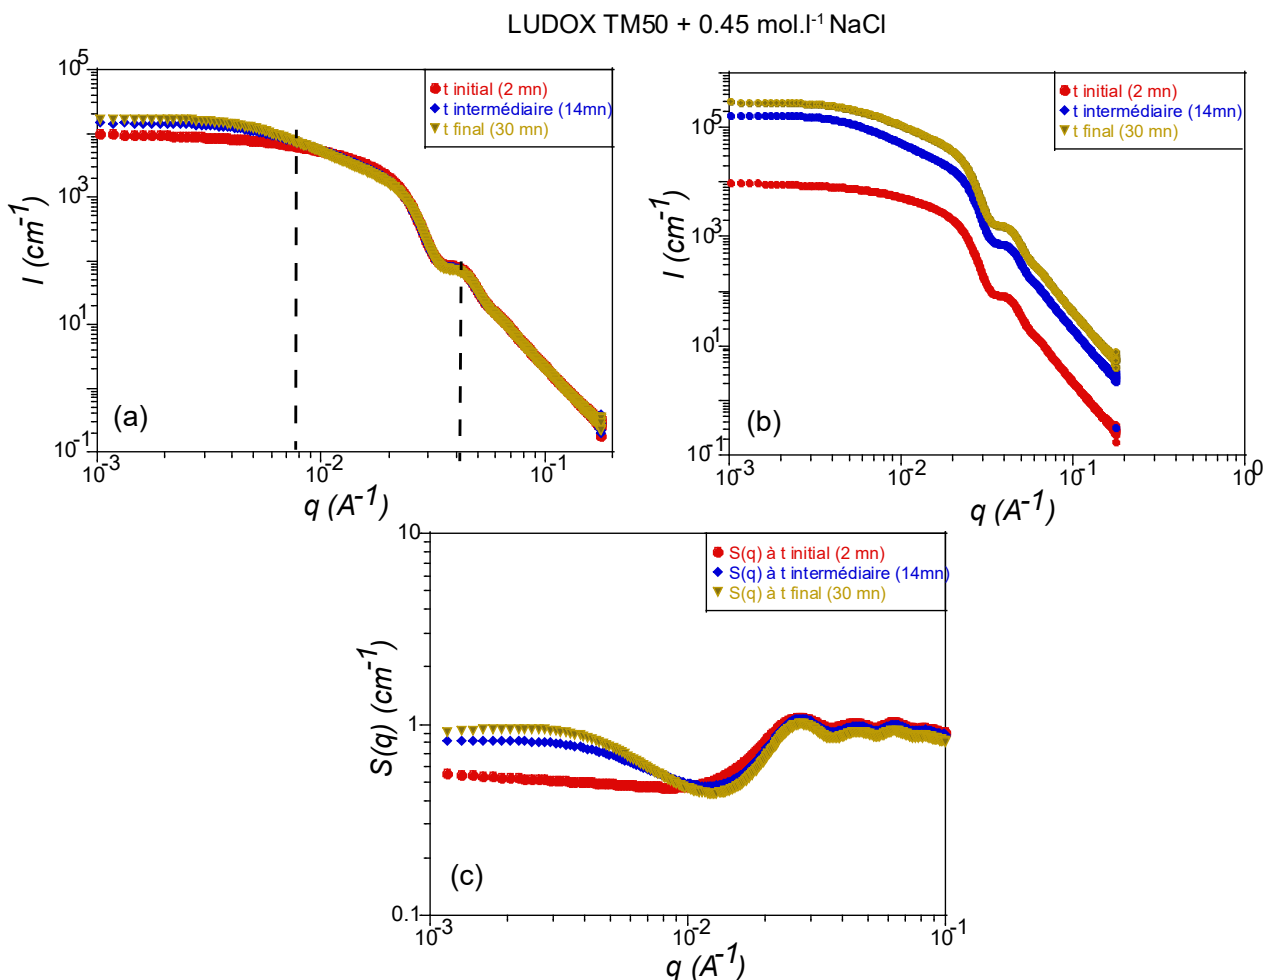 LUDOX TM50 + 0.45 mol.l-1 NaCl
10^5
10^3
10^1
10^-1
I (cm^-1)
t initial (2 mn)
t intermédiaire (14mn)
t final (30 mn)
(a)
10^-3
10^-2
10^-1
q (A^-1)
10^5
10^3
10^1
10^-1
I (cm^-1)
t initial (2 mn)
t intermédiaire (14mn)
t final (30 mn)
(b)
10^-3
10^-2
10^-1
10^0
q (A^-1)
10
1
0.1
S(q) (cm^-1)
S(q) à t initial (2 mn)
S(q) à t intermédiaire (14mn)
S(q) à t final (30 mn)
(c)
10^-3
10^-2
10^-1
q (A^-1)